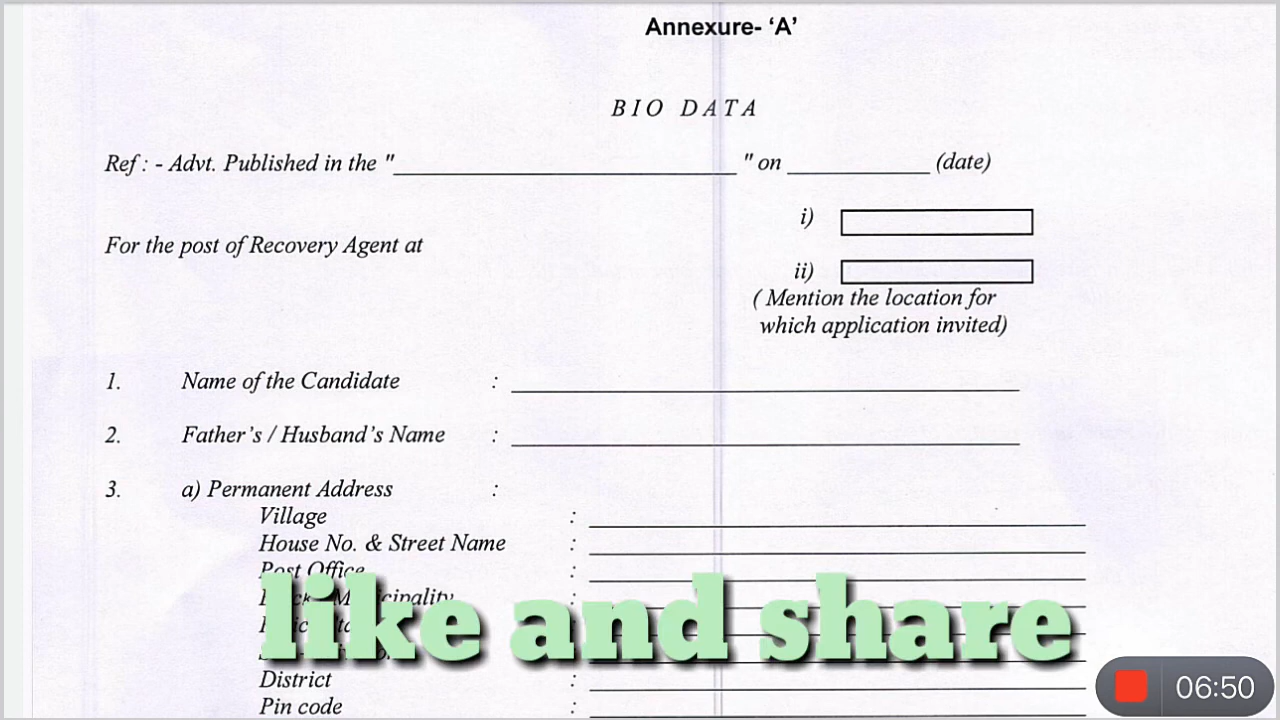 Annexure- ‘A’
BIO DATA
Ref : - Advt. Published in the "____________" on ____________ (date)
i)
For the post of Recovery Agent at
ii)
( Mention the location for
which application invited)
1. Name of the Candidate :
2. Father’s / Husband’s Name :
3. a) Permanent Address :
Village :
House No. & Street Name :
Post Office :
like and share
District :
Pin code :
06:50